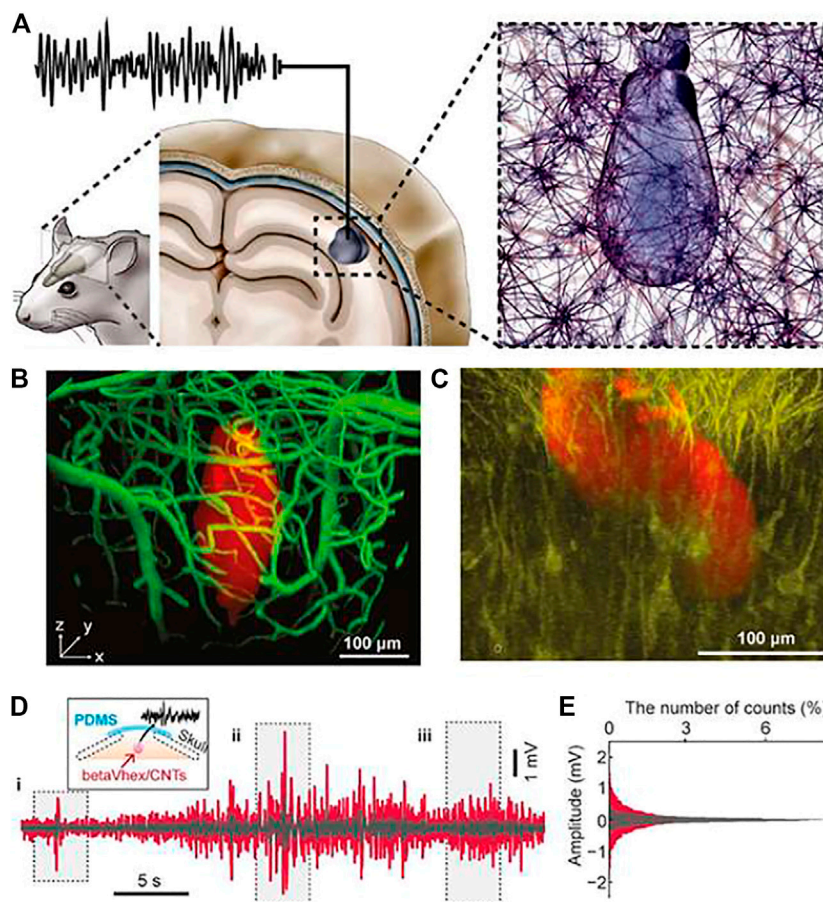 A
B
z
y
x
100 µm
C
100 µm
D
PDMS
Skull
betaVhex/CNTs
i
ii
iii
1 mV
5 s
E
The number of counts (%
0
3
6
Amplitude (mV)
2
1
0
−1
−2